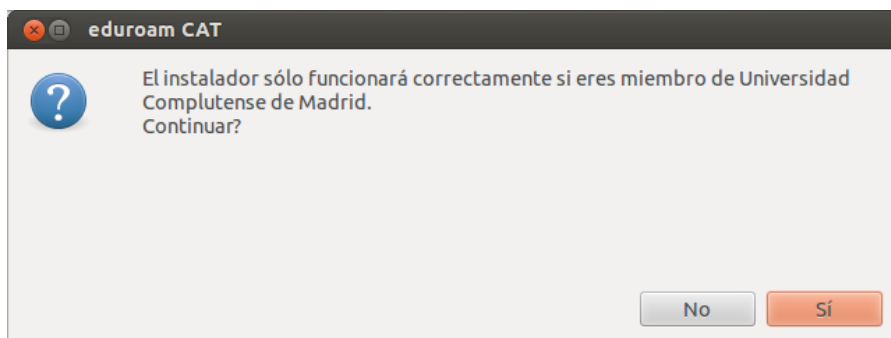 eduroam CAT
El instalador sólo funcionará correctamente si eres miembro de Universidad
Complutense de Madrid.
Continuar?
No Sí